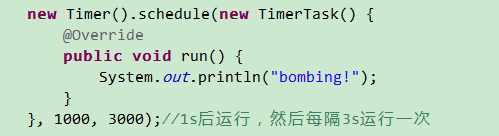 new Timer().schedule(new TimerTask() {
@Override
public void run() {
System.out.println("bombing!");
}
}, 1000, 3000);//1s后运行，然后每隔3s运行一次